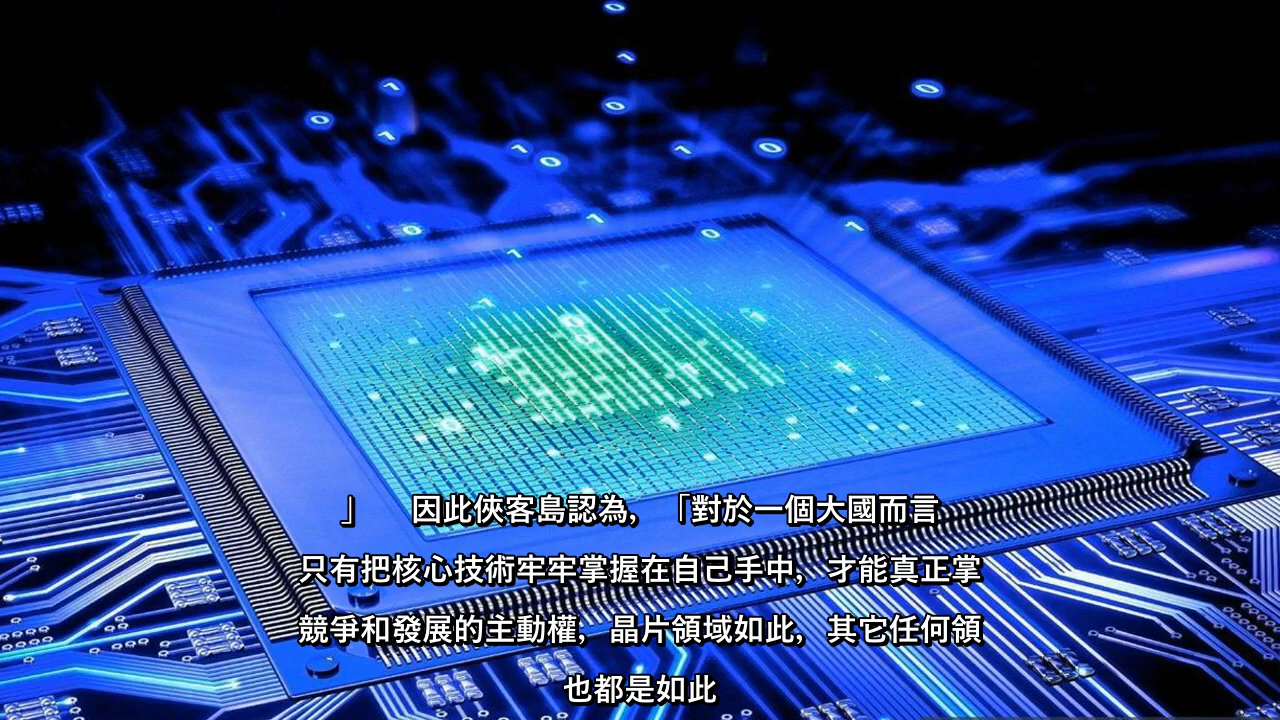 」 因此俠客島認為, 「對於一個大國而言
只有把核心技術牢牢掌握在自己手中, 才能真正掌
競爭和發展的主動權, 晶片領域如此, 其它任何領
也都是如此